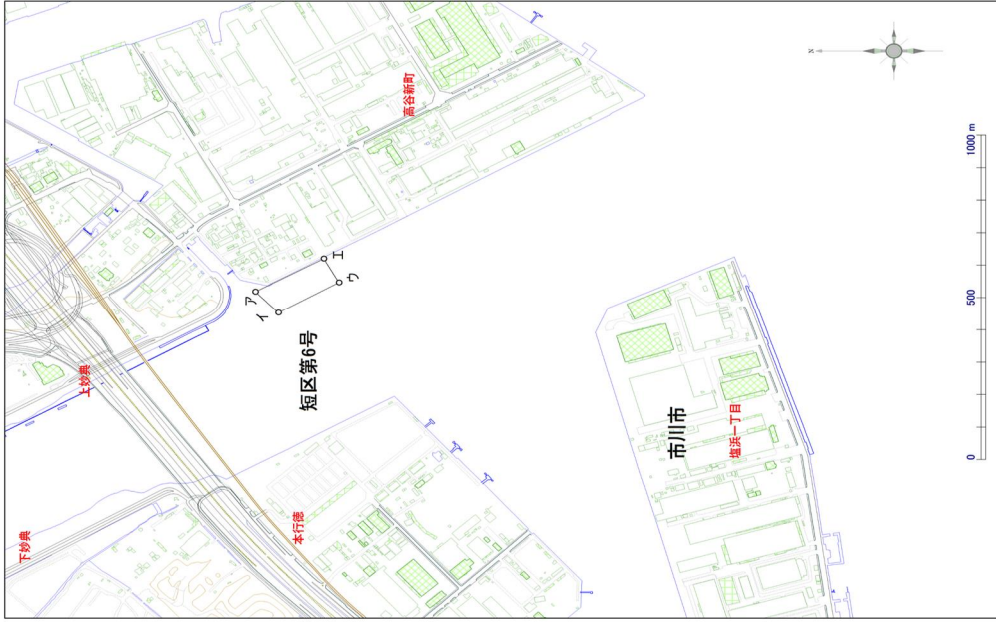 高谷新町
N
上妙典
ア
イ
エ
ウ
短区第6号
下妙典
本行徳
市川市
塩浜一丁目
0
500
1000 m